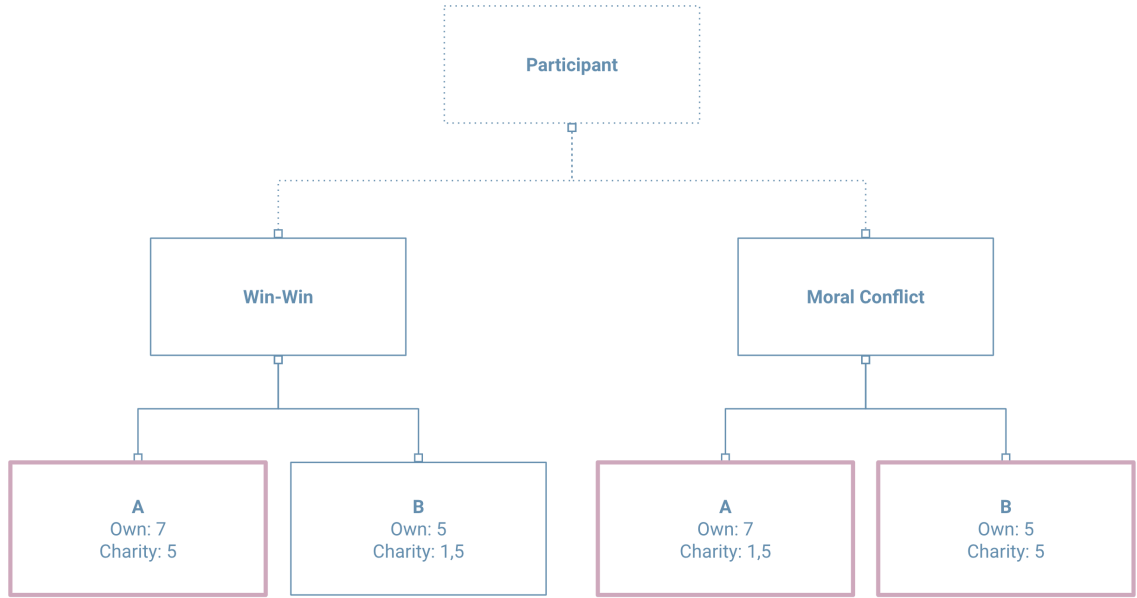 Participant
Win-Win
Moral Conflict
A
Own: 7
Charity: 5
B
Own: 5
Charity: 1,5
A
Own: 7
Charity: 1,5
B
Own: 5
Charity: 5